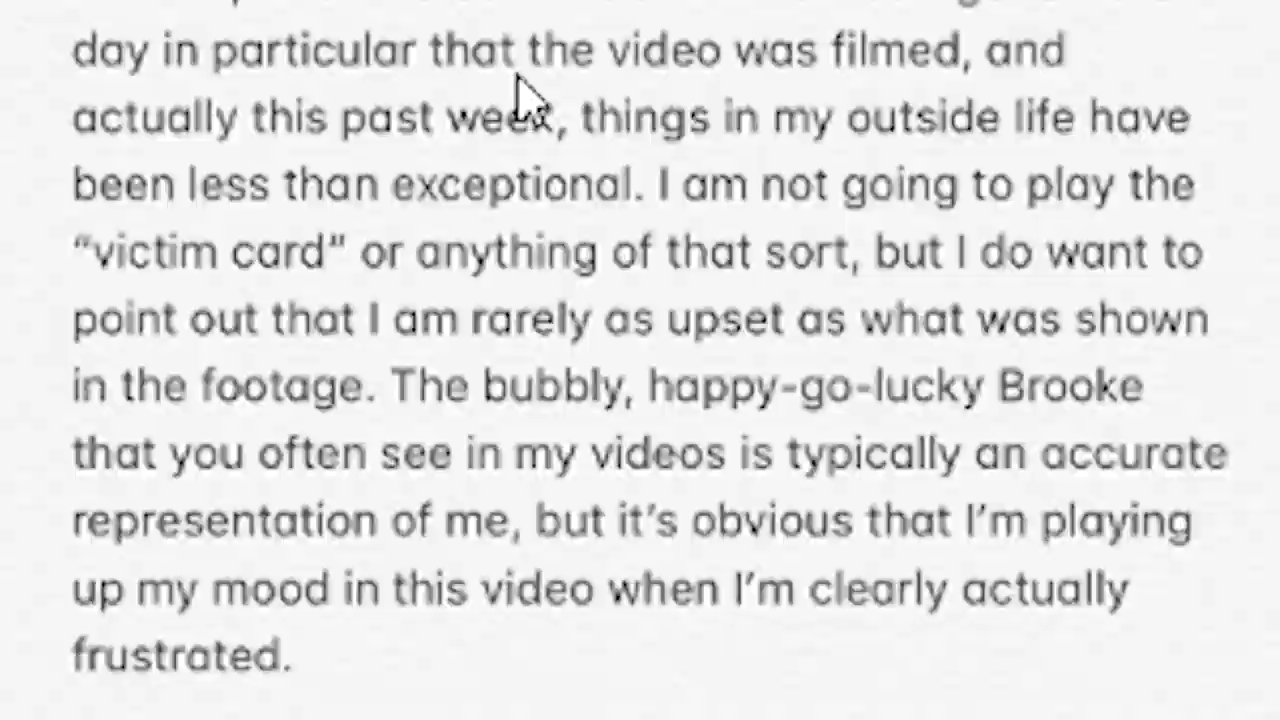 day in particular that the video was filmed, and
actually this past week, things in my outside life have
been less than exceptional. I am not going to play the
“victim card” or anything of that sort, but I do want to
point out that I am rarely as upset as what was shown
in the footage. The bubbly, happy-go-lucky Brooke
that you often see in my videos is typically an accurate
representation of me, but it’s obvious that I’m playing
up my mood in this video when I’m clearly actually
frustrated.